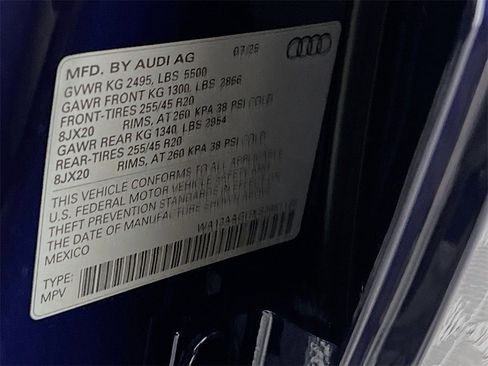 MFD. BY AUDI AG 07/25
GVWR KG 2495, LBS 5500
GAWR FRONT KG 1300, LBS 2866
FRONT-TIRES 255/45 R20
8JX20 RIMS, AT 260 KPA 38 PSI COLD
GAWR REAR KG 1340, LBS 2954
REAR-TIRES 255/45 R20
8JX20 RIMS, AT 260 KPA 38 PSI COLD
THIS VEHICLE CONFORMS TO ALL APPLICABLE
U.S. FEDERAL MOTOR VEHICLE
THEFT PREVENTION STANDARDS IN EFFECT ON
THE DATE OF MANUFACTURE SHOWN ABOVE
MEXICO
TYPE:
MPV